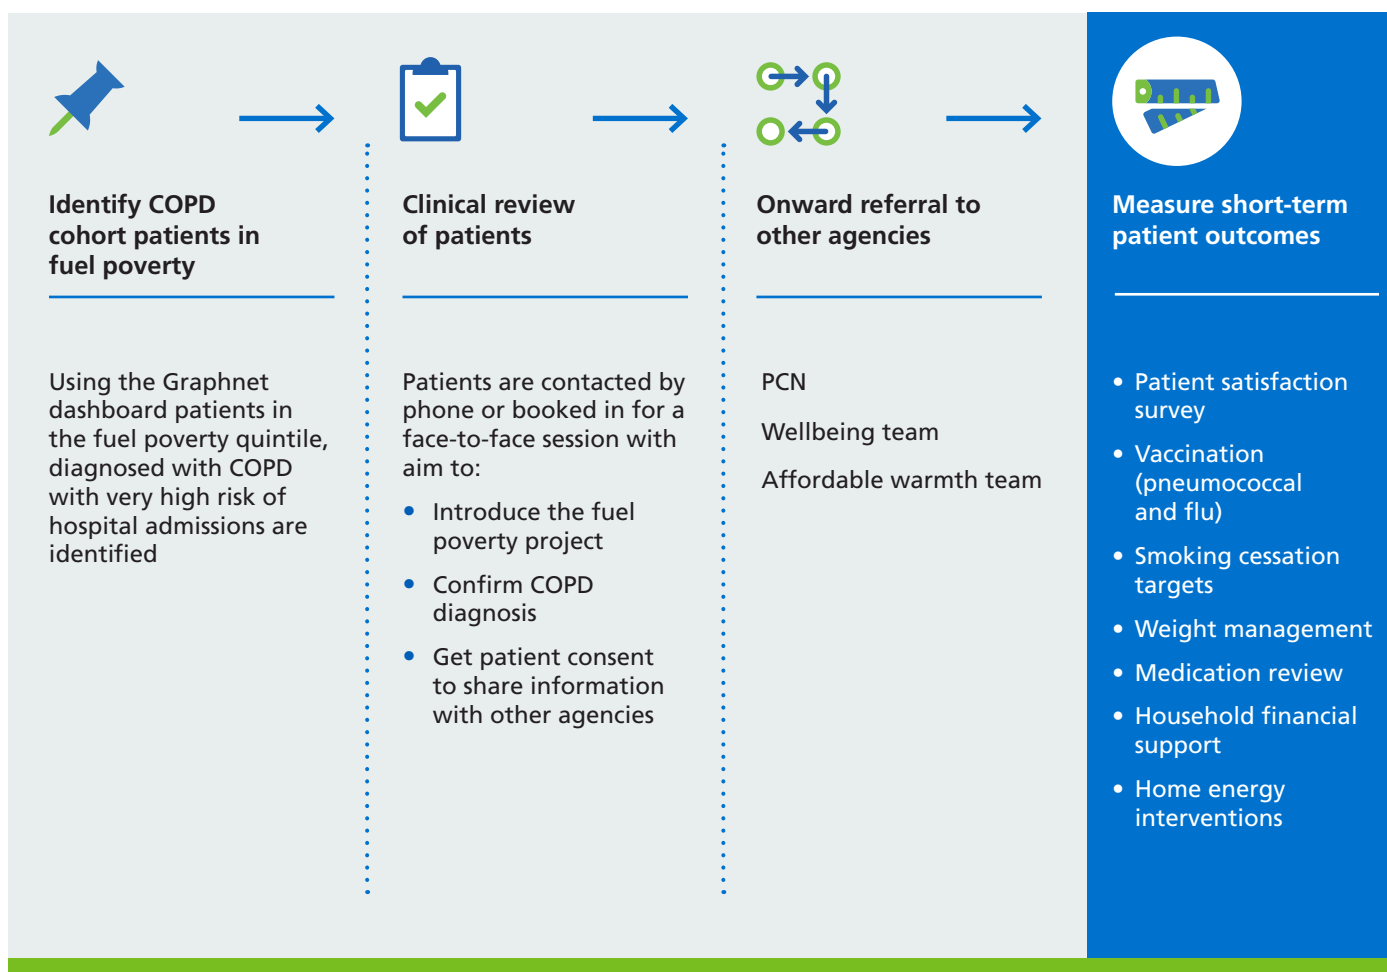 Identify COPD
cohort patients in
fuel poverty
Using the Graphnet
dashboard patients in
the fuel poverty quintile,
diagnosed with COPD
with very high risk of
hospital admissions are
identified
Clinical review
of patients
Patients are contacted by
phone or booked in for a
face-to-face session with
aim to:
• Introduce the fuel
poverty project
• Confirm COPD
diagnosis
• Get patient consent
to share information
with other agencies
Onward referral to
other agencies
PCN
Wellbeing team
Affordable warmth team
Measure short-term
patient outcomes
• Patient satisfaction
survey
• Vaccination
(pneumococcal
and flu)
• Smoking cessation
targets
• Weight management
• Medication review
• Household financial
support
• Home energy
interventions